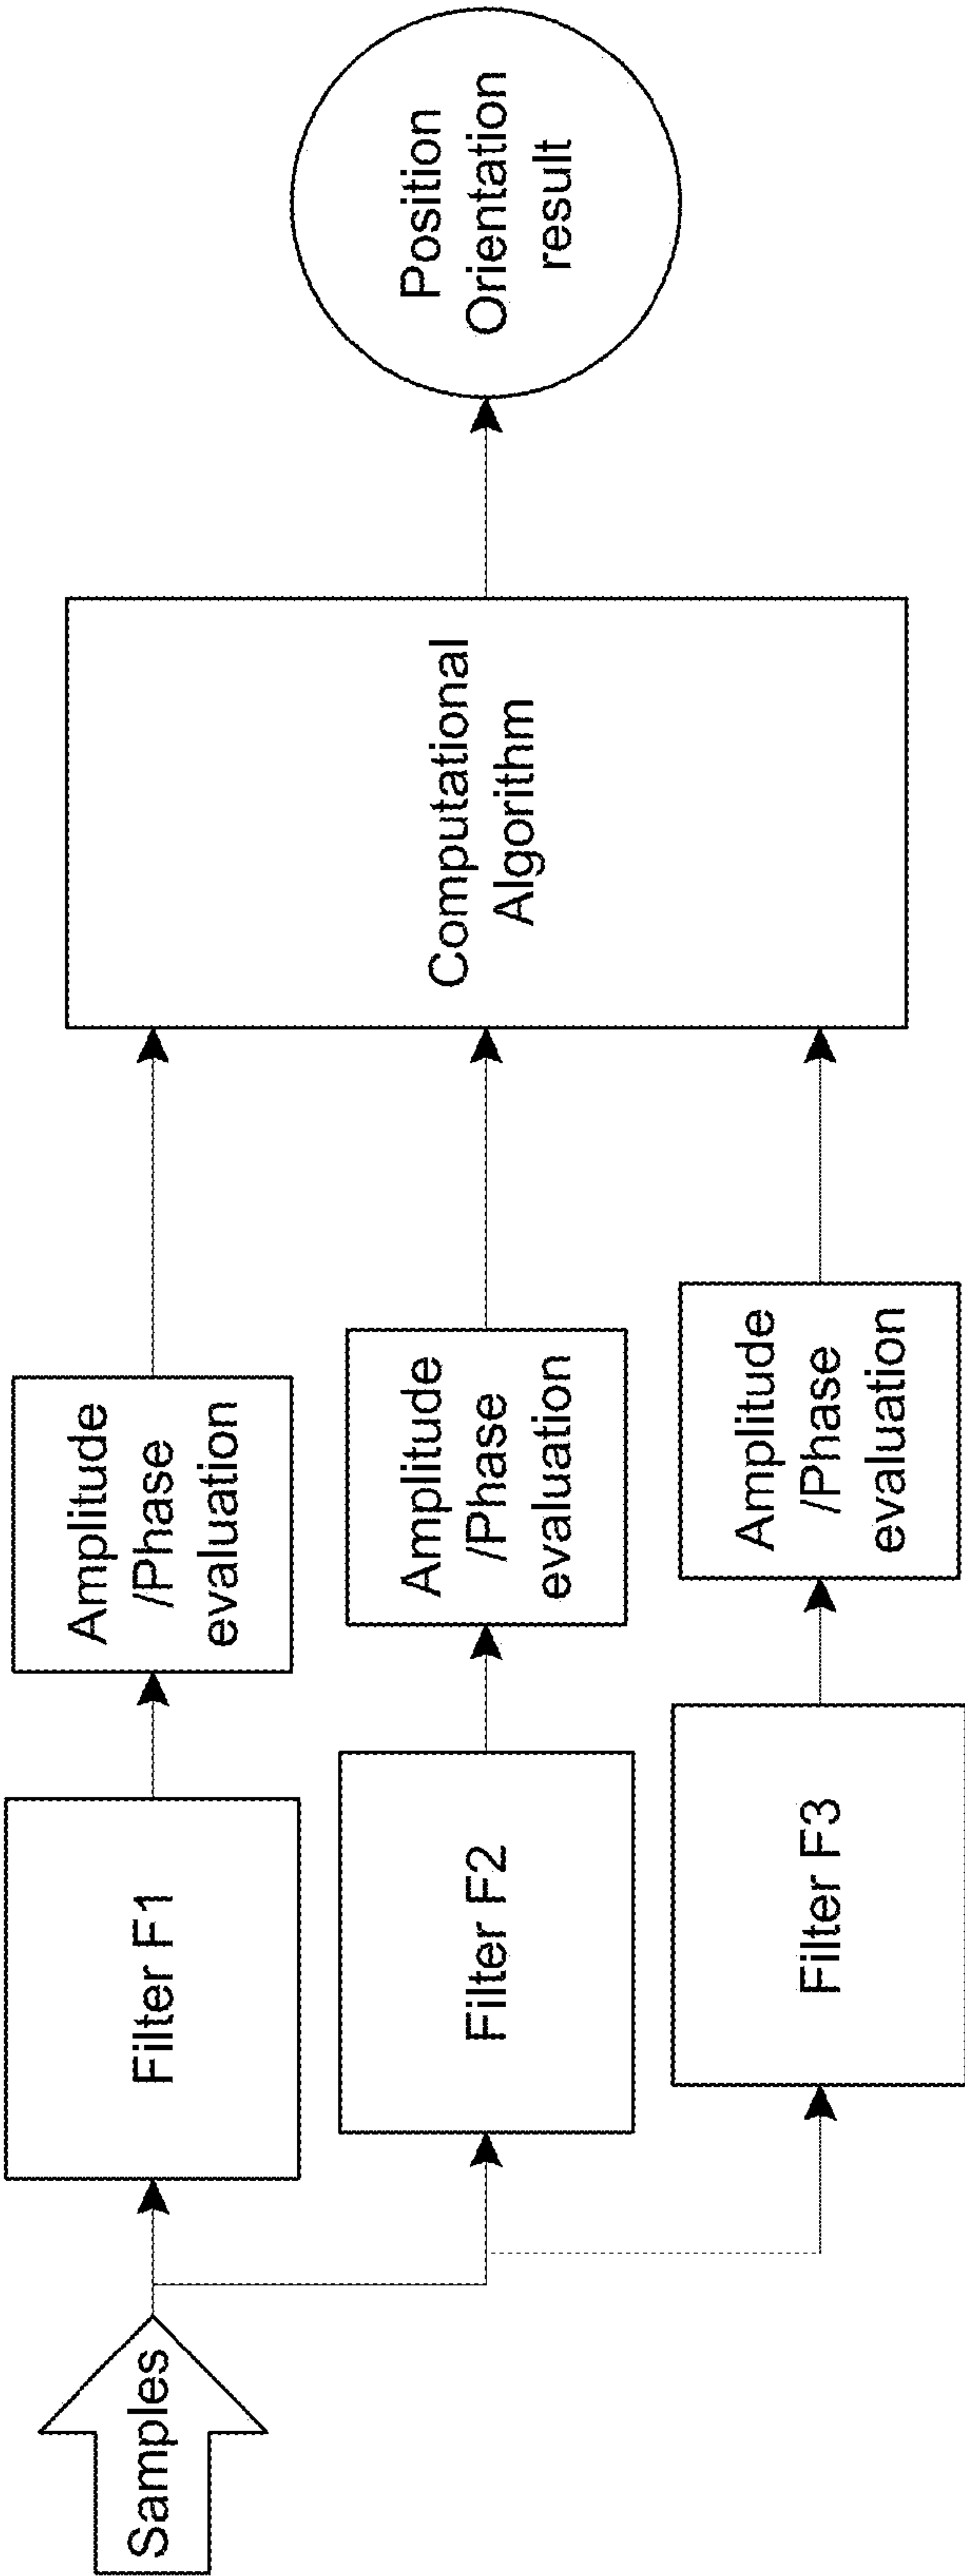 Samples
Filter F1
Amplitude
/Phase
evaluation
Filter F2
Amplitude
/Phase
evaluation
Filter F3
Amplitude
/Phase
evaluation
Computational
Algorithm
Position
Orientation
result